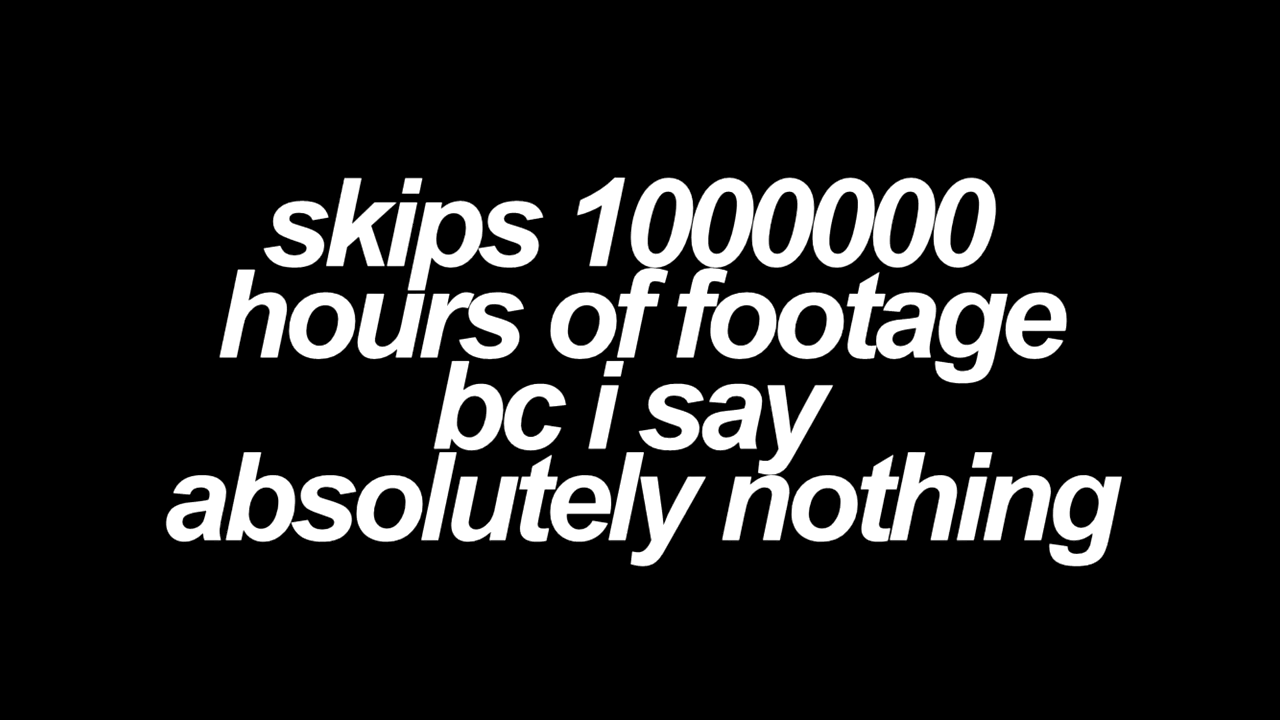 skips 1000000
hours of footage
bc i say
absolutely nothing